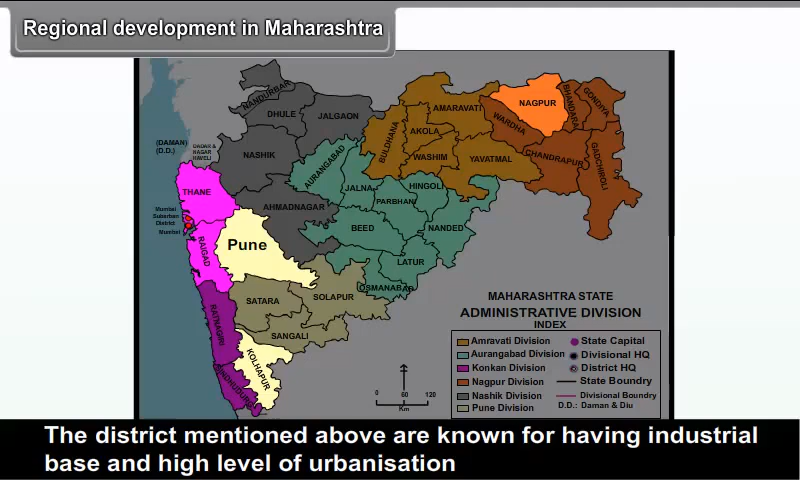 Regional development in Maharashtra
NANDURBAR
DHULE
JALGAON
(DAMAN)
(D.D.)
DADAR &
NAGAR
HAVELI
NASHIK
BULDHANA
AKOLA
AMARAVATI
WASHIM
YAVATMAL
WARDHA
NAGPUR
BHANDARA
GONDIYA
CHANDRAPUR
GADCHIROLI
THANE
AURANGABAD
JALNA
HINGOLI
PARBHANI
AHMADNAGAR
BEED
NANDED
Mumbai
Suburban
District
Mumbai
RAIGAD
Pune
LATUR
OSMANABAD
SATARA
SOLAPUR
RATNAGIRI
SANGALI
KOLHAPUR
SINDHUDURG
MAHARASHTRA STATE
ADMINISTRATIVE DIVISION
INDEX
Amravati Division
State Capital
Aurangabad Division
Divisional HQ
Konkan Division
District HQ
Nagpur Division
State Boundry
Nashik Division
Divisional Boundry
Pune Division
D.D.: Daman & Diu
0 60 120
Km
The district mentioned above are known for having industrial
base and high level of urbanisation